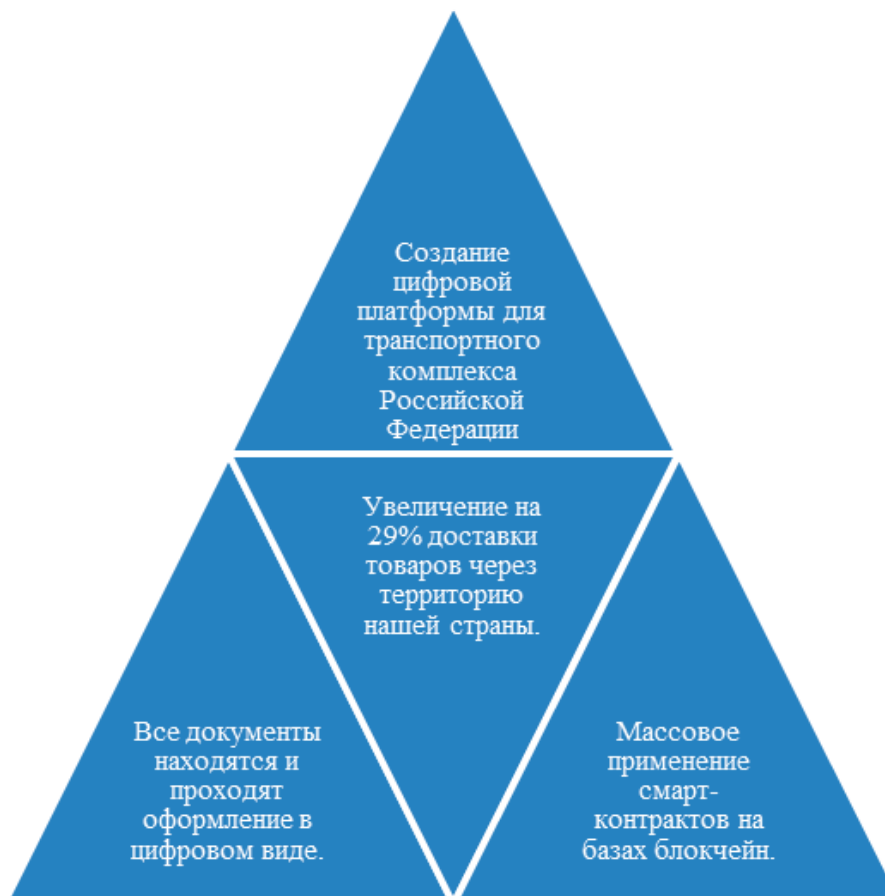 Создание
цифровой
платформы для
транспортного
комплекса
Российской
Федерации
Увеличение на
29% доставки
товаров через
территорию
нашей страны.
Все документы
находятся и
проходят
оформление в
цифровом виде.
Массовое
применение
смарт-
контрактов на
базах блокчейн.